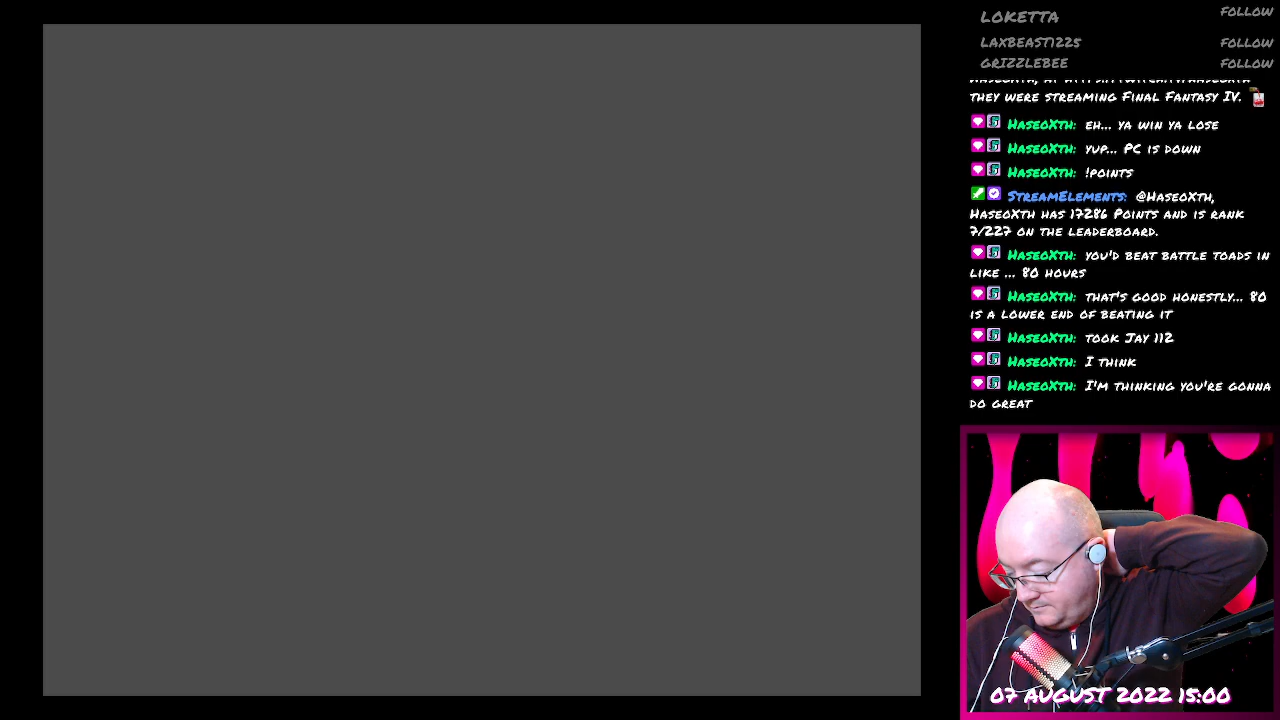 LOKETTA FOLLOW
LAXBEAST1225 FOLLOW
GRIZZLEBEE FOLLOW
THEY WERE STREAMING FINAL FANTASY IV.
HASEOXTH: EH... YA WIN YA LOSE
HASEOXTH: YUP... PC IS DOWN
HASEOXTH: !POINTS
STREAMELEMENTS: @HASEOXTH,
HASEOXTH HAS 17286 POINTS AND IS RANK
7/227 ON THE LEADERBOARD.
HASEOXTH: YOU'D BEAT BATTLE TOADS IN
LIKE ... 80 HOURS
HASEOXTH: THAT'S GOOD HONESTLY... 80
IS A LOWER END OF BEATING IT
HASEOXTH: TOOK JAY 112
HASEOXTH: I THINK
HASEOXTH: I'M THINKING YOU'RE GONNA
DO GREAT
07 AUGUST 2022 15:00